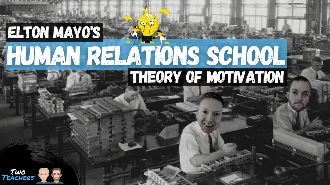 ELTON MAYO'S
HUMAN RELATIONS SCHOOL
THEORY OF MOTIVATION
TWO
TEACHERS